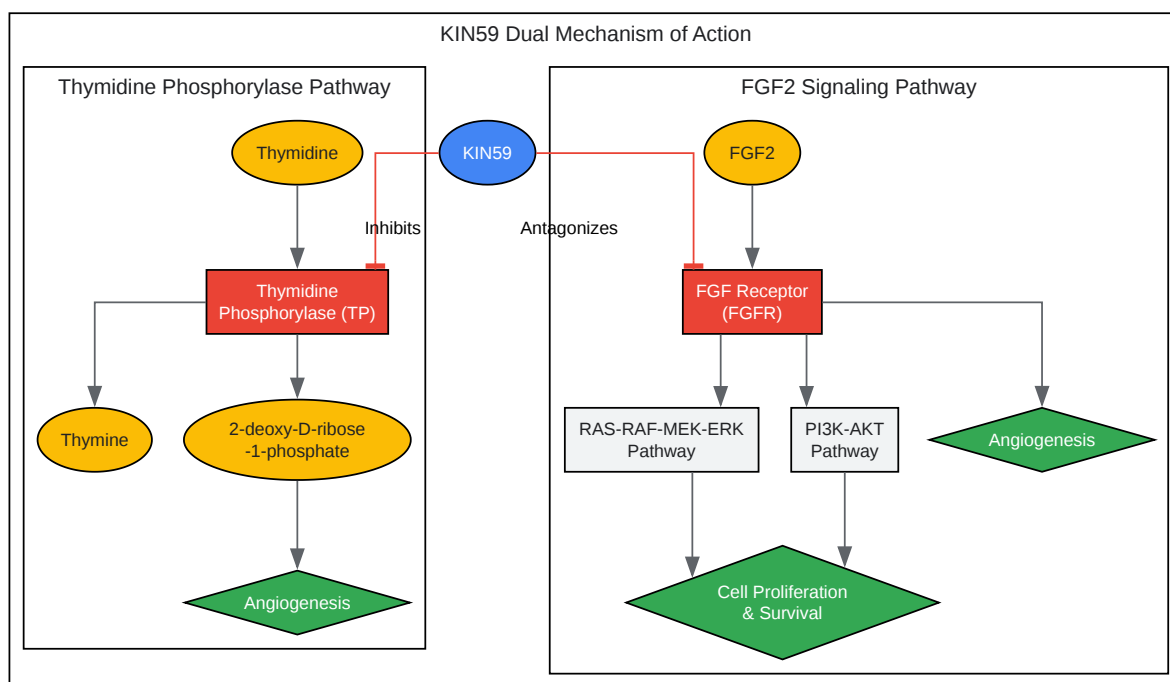 KIN59 Dual Mechanism of Action
Thymidine Phosphorylase Pathway
FGF2 Signaling Pathway
Thymidine
KIN59
FGF2
Inhibits
Antagonizes
Thymidine
Phosphorylase (TP)
FGF Receptor
(FGFR)
Thymine
2-deoxy-D-ribose
-1-phosphate
RAS-RAF-MEK-ERK
Pathway
PI3K-AKT
Pathway
Angiogenesis
Angiogenesis
Cell Proliferation
& Survival